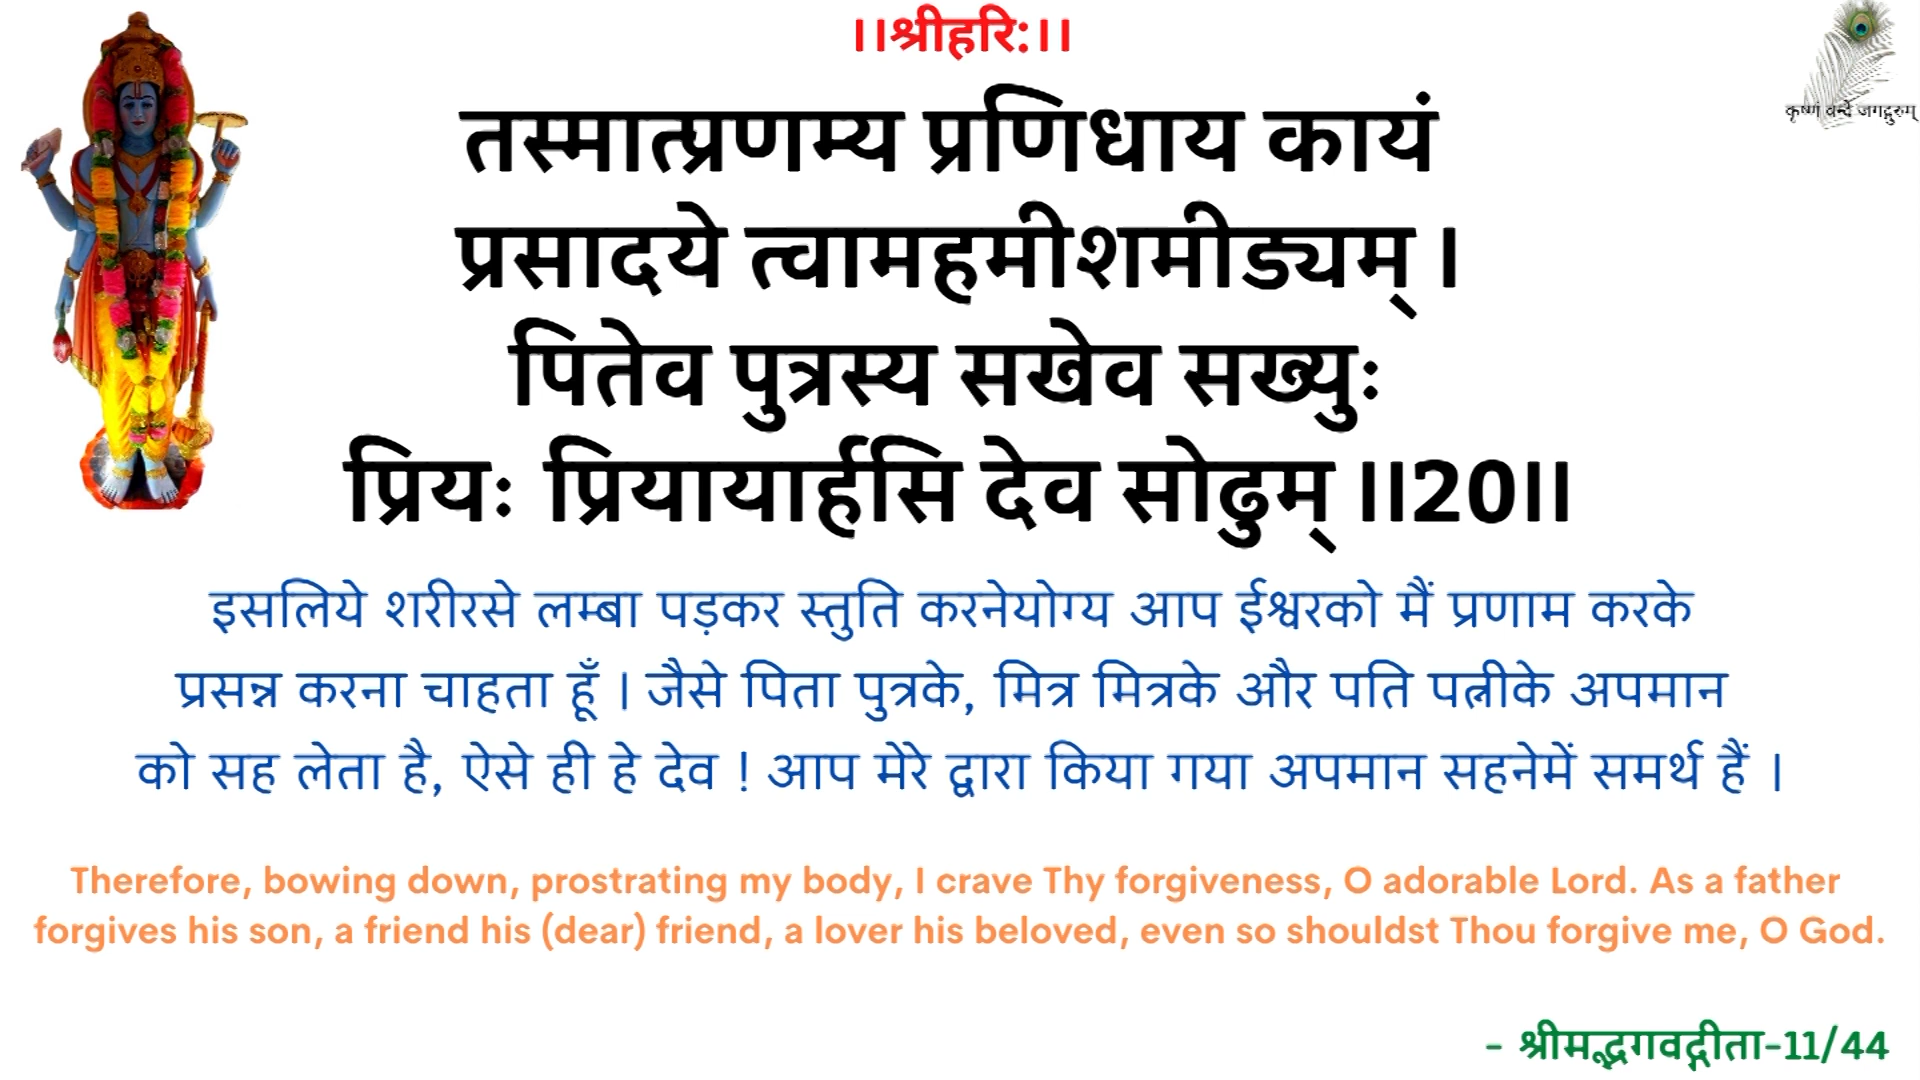 ।।श्रीहरि:।।
कृष्णं वन्दे जगद्गुरुम्
तस्मात्प्रणम्य प्रणिधाय कायं
प्रसादये त्वामहमीशमीड्यम् ।
पितेव पुत्रस्य सखेव सख्युः
प्रियः प्रियायार्हसि देव सोढुम् ।।20।।
इसलिये शरीरसे लम्बा पड़कर स्तुति करनेयोग्य आप ईश्वरको मैं प्रणाम करके
प्रसन्न करना चाहता हूँ । जैसे पिता पुत्रके, मित्र मित्रके और पति पत्नीके अपमान
को सह लेता है, ऐसे ही हे देव ! आप मेरे द्वारा किया गया अपमान सहनेमें समर्थ हैं ।
Therefore, bowing down, prostrating my body, I crave Thy forgiveness, O adorable Lord. As a father
forgives his son, a friend his (dear) friend, a lover his beloved, even so shouldst Thou forgive me, O God.
- श्रीमद्भगवद्गीता-11/44